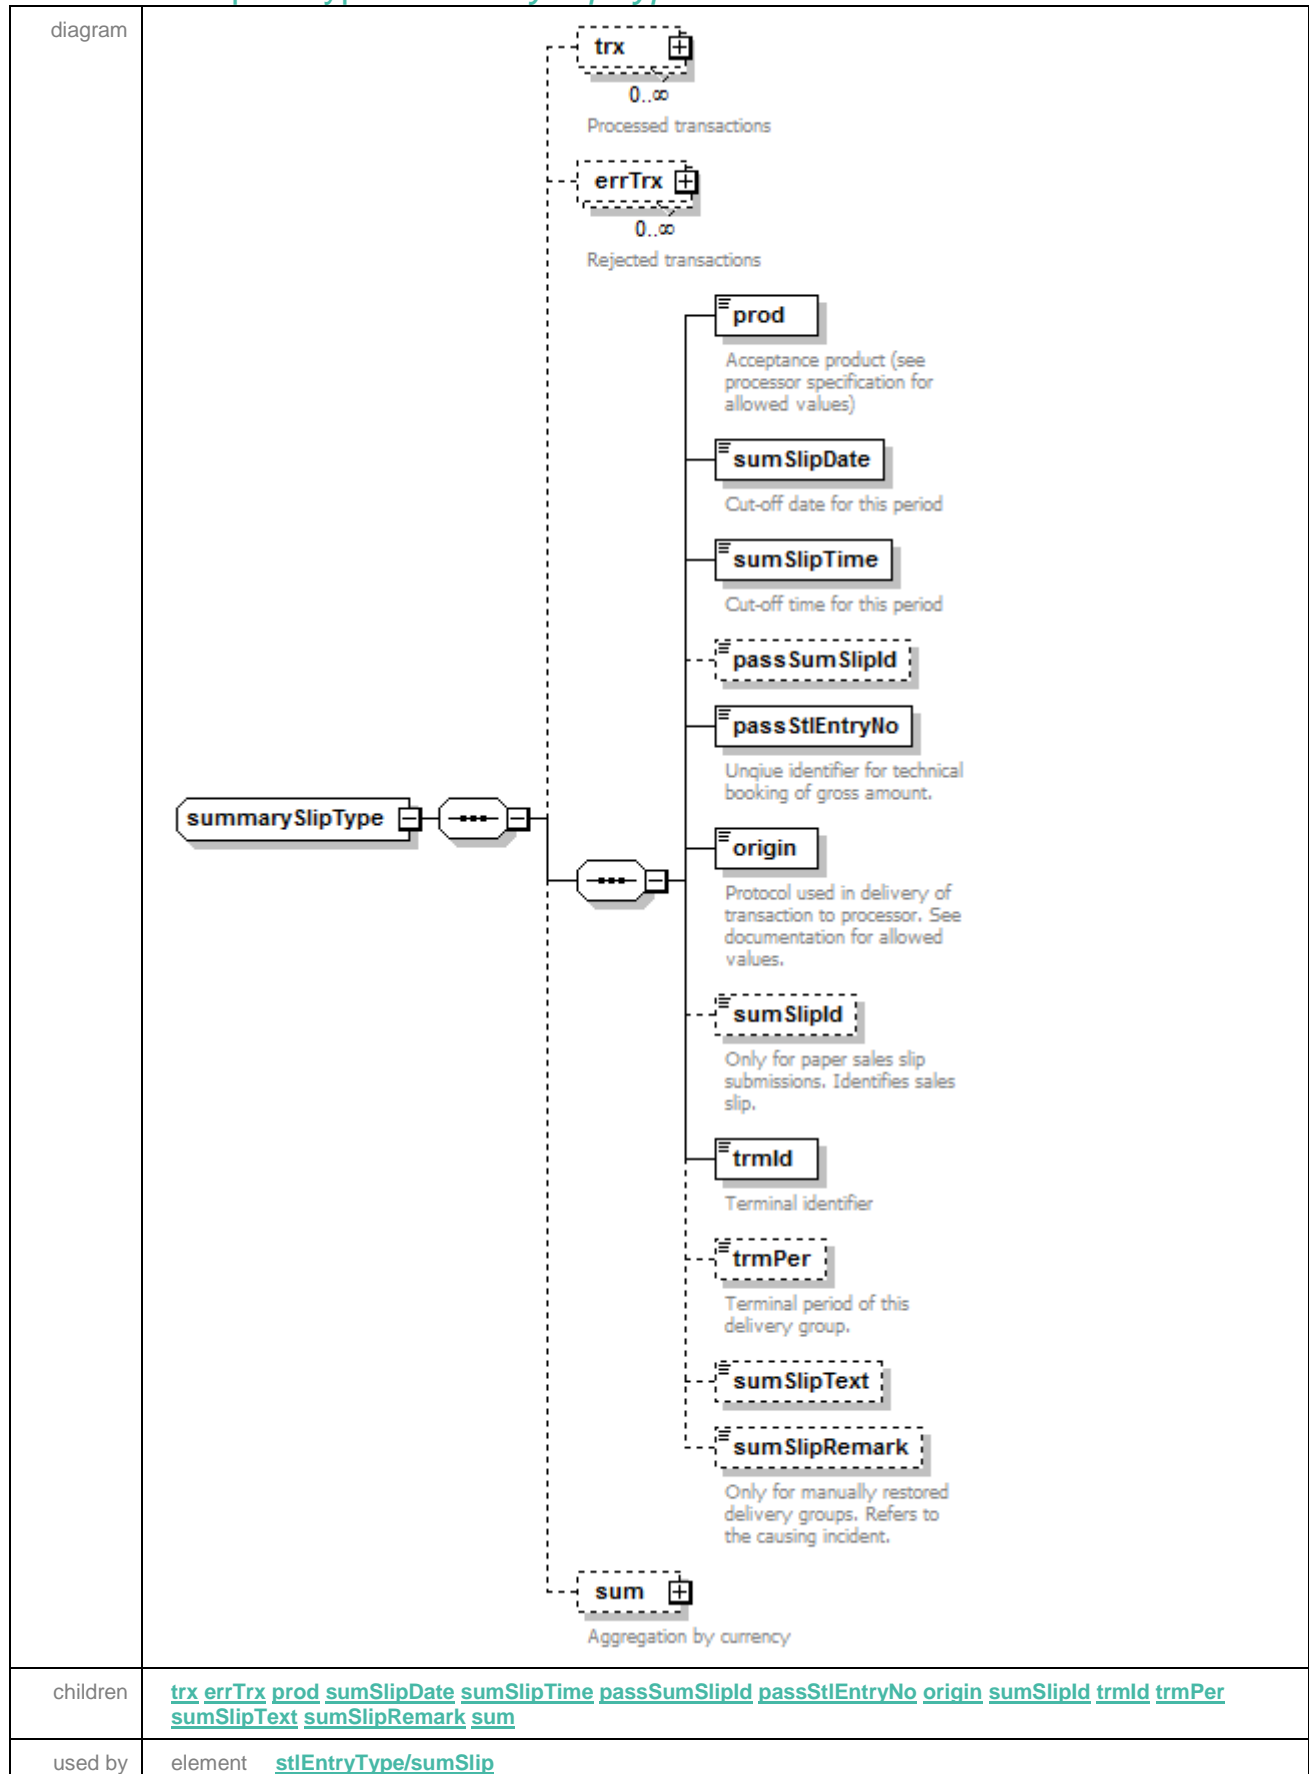 diagram
trx
0..∞
Processed transactions
errTrx
0..∞
Rejected transactions
prod
Acceptance product (see
processor specification for
allowed values)
sumSlipDate
Cut-off date for this period
sumSlipTime
Cut-off time for this period
passSumSlipId
passStlEntryNo
Unqiue identifier for technical
booking of gross amount.
summarySlipType
origin
Protocol used in delivery of
transaction to processor. See
documentation for allowed
values.
sumSlipId
Only for paper sales slip
submissions. Identifies sales
slip.
trmId
Terminal identifier
trmPer
Terminal period of this
delivery group.
sumSlipText
sumSlipRemark
Only for manually restored
delivery groups. Refers to
the causing incident.
sum
Aggregation by currency
children trx errTrx prod sumSlipDate sumSlipTime passSumSlipId passStlEntryNo origin sumSlipId trmId trmPer
sumSlipText sumSlipRemark sum
used by element stlEntryType/sumSlip